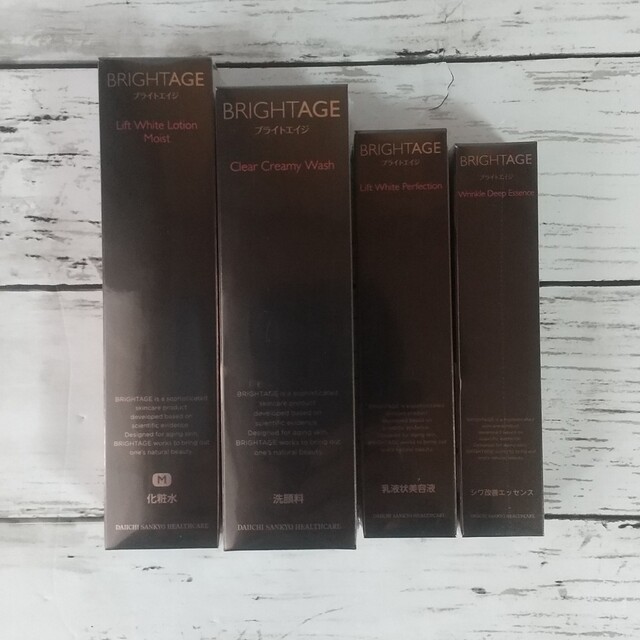 BRIGHTAGE
ブライトエイジ
Lift White Lotion
Moist
BRIGHTAGE is a sophisticated
skincare product
developed based on
scientific evidence.
Designed for aging skin,
BRIGHTAGE works to bring out
one's natural beauty.
M
化粧水
DAIICHI SANKYO HEALTHCARE
BRIGHTAGE
ブライトエイジ
Clear Creamy Wash
BRIGHTAGE is a sophisticated
skincare product
developed based on
scientific evidence.
Designed for aging skin,
BRIGHTAGE works to bring out
one's natural beauty.
洗顔料
DAIICHI SANKYO HEALTHCARE
BRIGHTAGE
ブライトエイジ
Lift White Perfection
乳液状美容液
DAIICHI SANKYO HEALTHCARE
BRIGHTAGE
ブライトエイジ
Wrinkle Deep Essence
シワ改善エッセンス
DAIICHI SANKYO HEALTHCARE